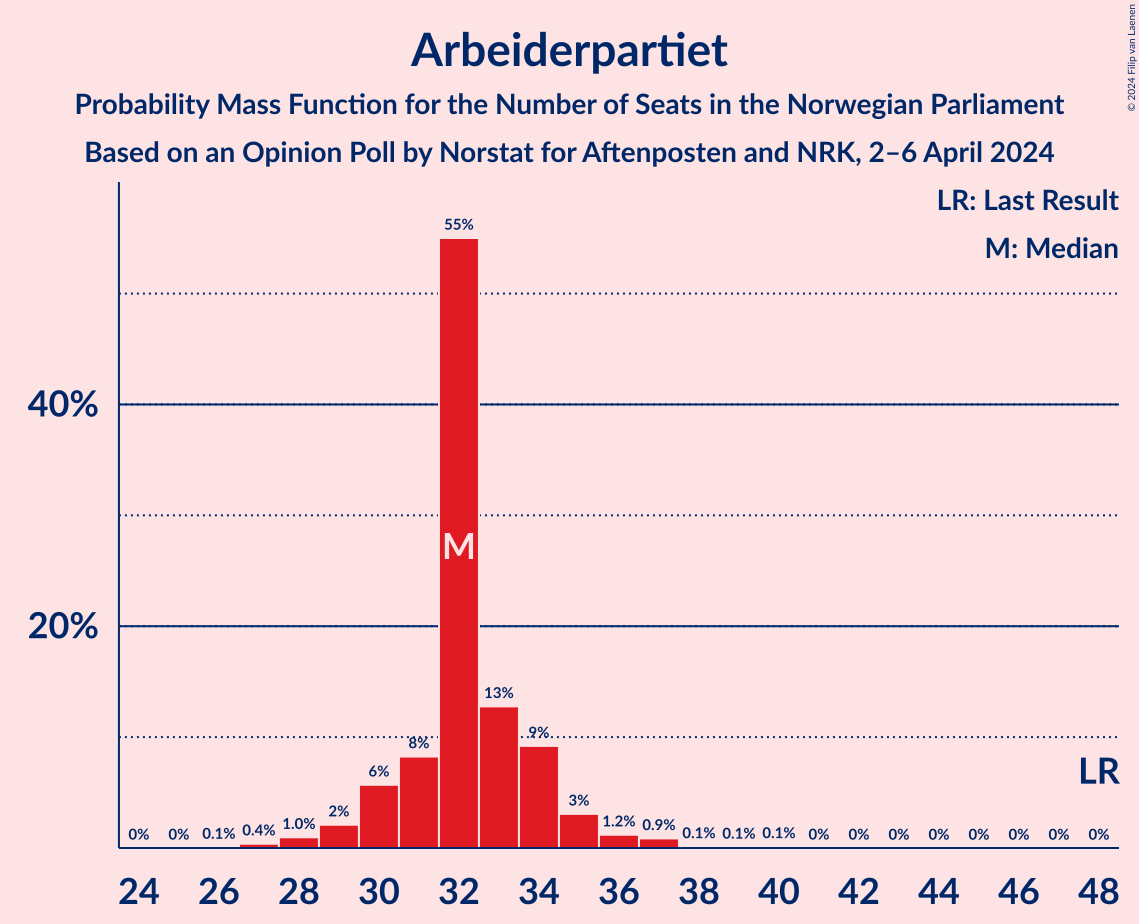 © 2024 Filip van Laenen
Arbeiderpartiet
Probability Mass Function for the Number of Seats in the Norwegian Parliament
Based on an Opinion Poll by Norstat for Aftenposten and NRK, 2–6 April 2024
LR: Last Result
M: Median
55%
40%
M
20%
13%
8% 9%
LR
6%
2% 3%
0% 0% 0.1% 0.4% 1.0% 1.2% 0.9% 0.1% 0.1% 0.1% 0% 0% 0% 0% 0% 0% 0% 0%
24 26 28 30 32 34 36 38 40 42 44 46 48